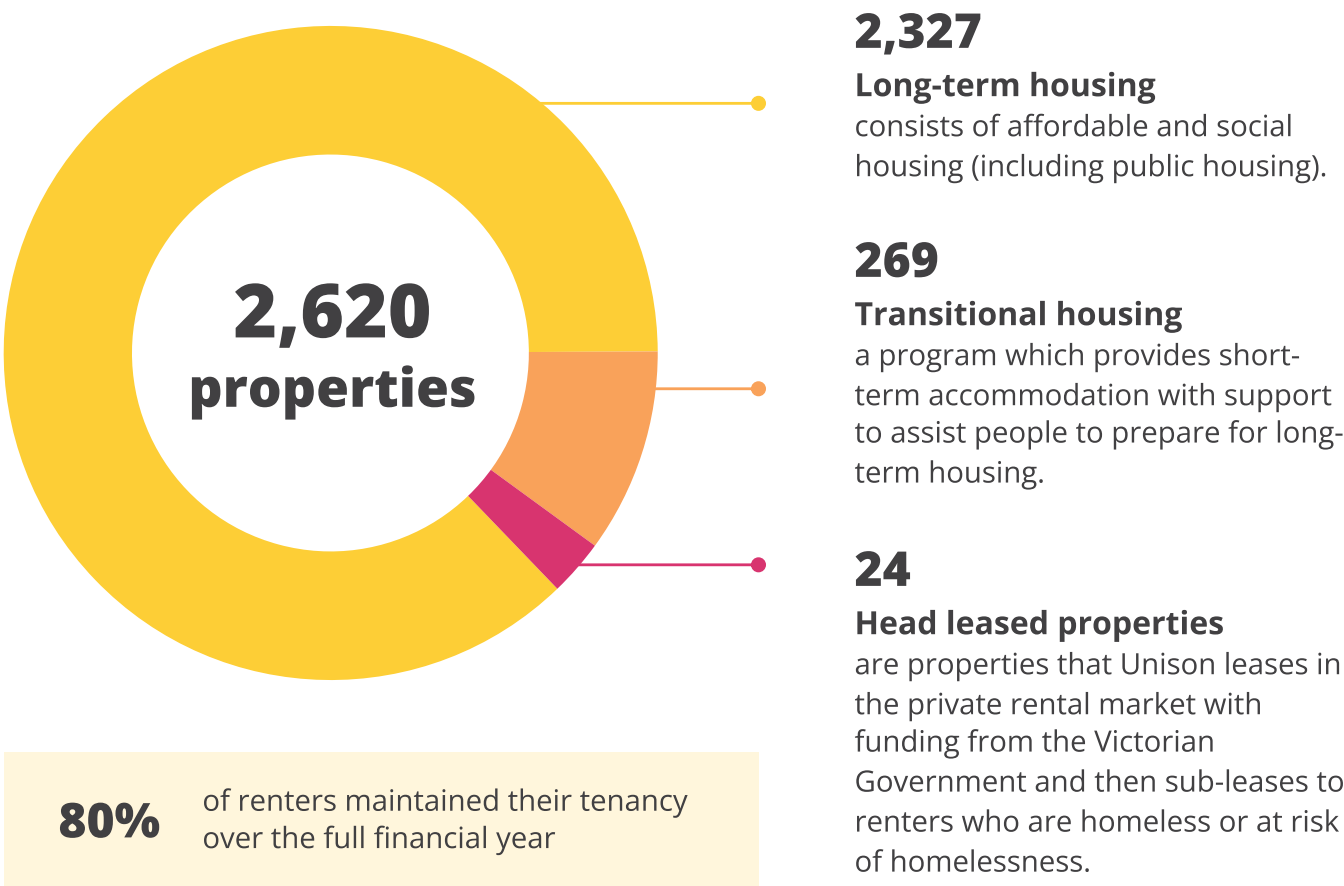 2,620
properties
2,327
Long-term housing
consists of affordable and social
housing (including public housing).
269
Transitional housing
a program which provides short-
term accommodation with support
to assist people to prepare for long-
term housing.
24
Head leased properties
are properties that Unison leases in
the private rental market with
funding from the Victorian
Government and then sub-leases to
renters who are homeless or at risk
of homelessness.
80%
of renters maintained their tenancy
over the full financial year